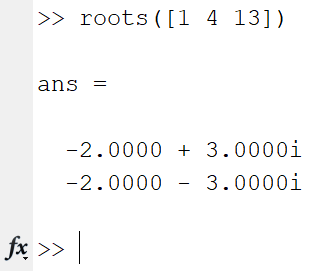 >> roots([1 4 13])
ans =
-2.0000 + 3.0000i
-2.0000 - 3.0000i
fx >>